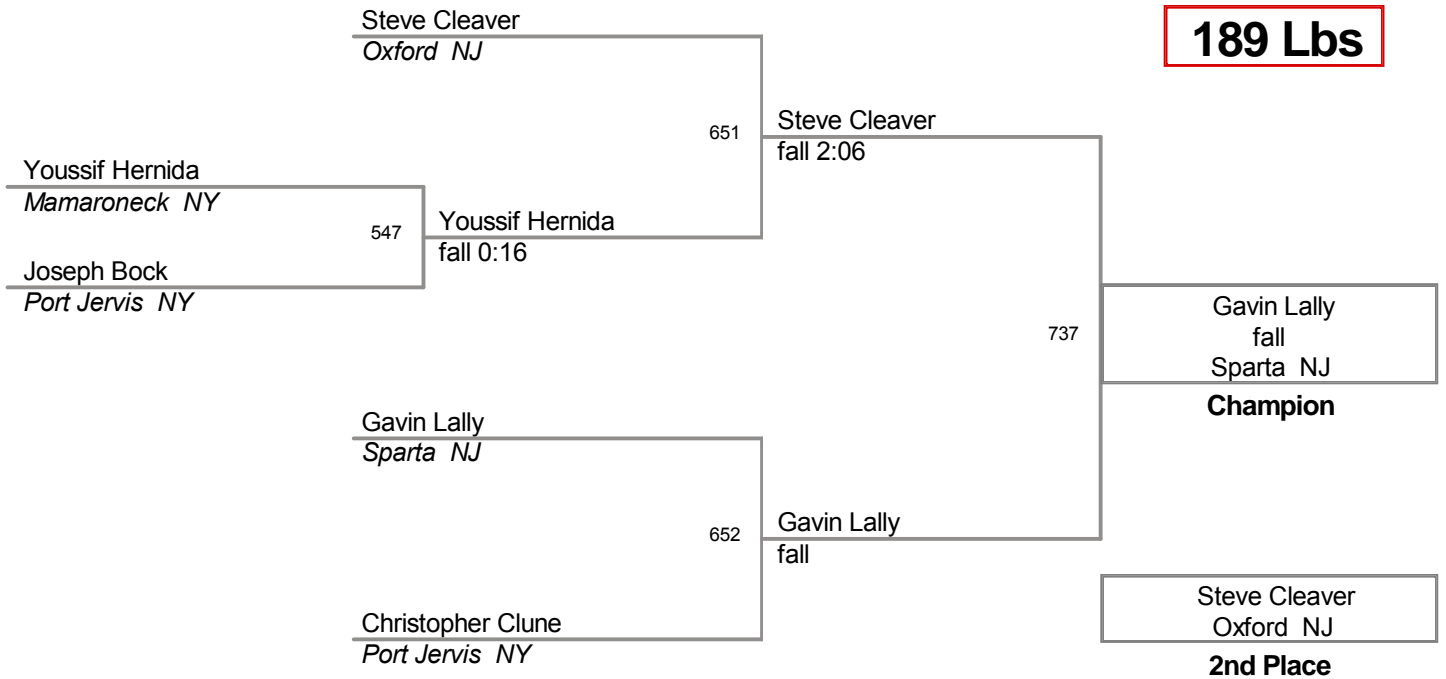 Steve Cleaver
Oxford NJ
189 Lbs
651
Steve Cleaver
fall 2:06
Youssif Hernida
Mamaroneck NY
547
Youssif Hernida
fall 0:16
Joseph Bock
Port Jervis NY
737
Gavin Lally
fall
Sparta NJ
Champion
Gavin Lally
Sparta NJ
652
Gavin Lally
fall
Christopher Clune
Port Jervis NY
Steve Cleaver
Oxford NJ
2nd Place